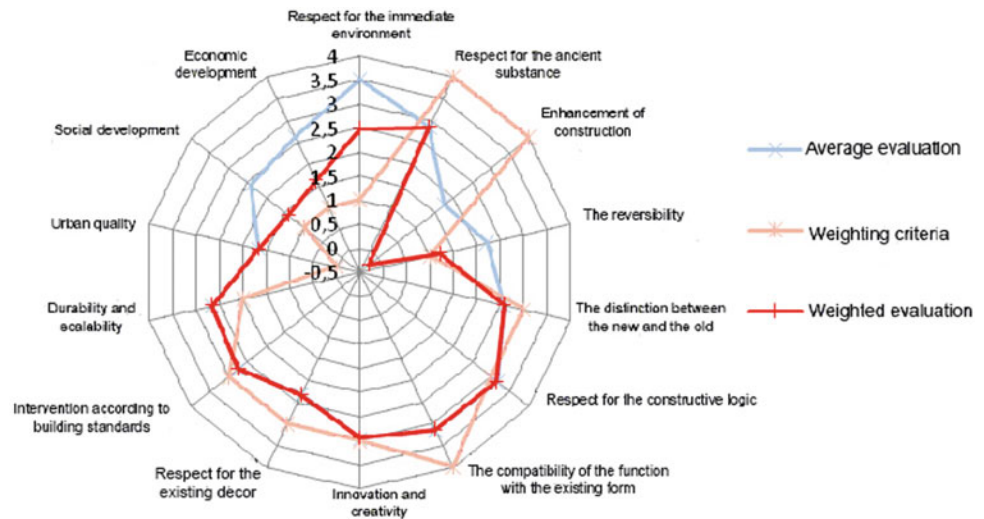 Respect for the immediate
environment
Respect for the ancient
substance
Enhancement of
construction
The reversibility
The distinction between
the new and the old
Respect for the constructive logic
The compatibility of the function
with the existing form
Innovation and
creativity
Respect for the
existing décor
Intervention according to
building standards
Durability and
scalability
Urban quality
Social development
Economic
development
4
3,5
3
2,5
2
1,5
1
0,5
0
-0,5
Average evaluation
Weighting criteria
Weighted evaluation